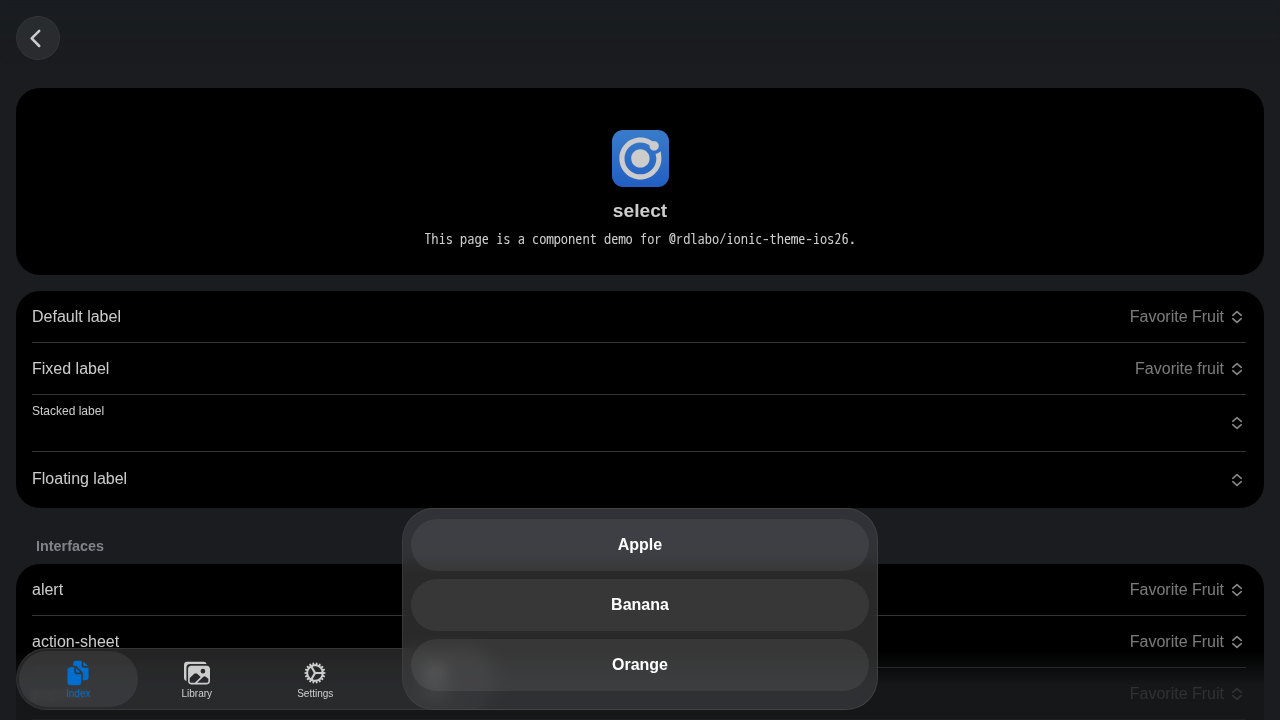 select
This page is a component demo for @rdlabo/ionic-theme-ios26.
Default label Favorite Fruit
Fixed label Favorite fruit
Stacked label
Floating label
Interfaces
Apple
Banana
Orange
alert Favorite Fruit
action-sheet Favorite Fruit
Favorite Fruit
Index Library Settings